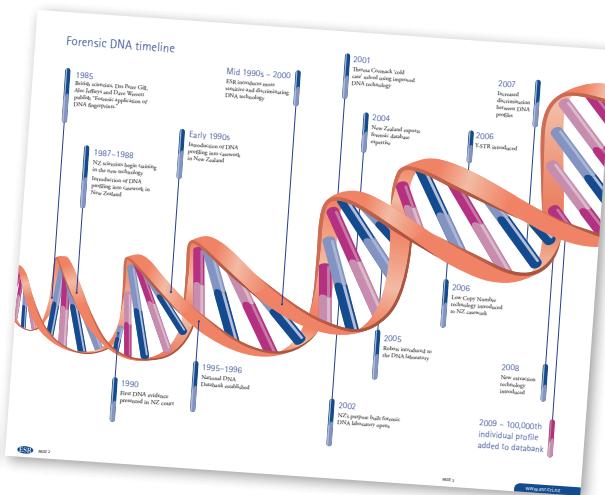 Forensic DNA timeline
1985
British scientists, Drs Peter Gill,
Alec Jeffreys and Dave Werrett
publish "Forensic application of
DNA fingerprints."
1987–1988
NZ scientists begin training
in the new technology
Introduction of DNA
profiling into casework in
New Zealand
Early 1990s
Introduction of DNA
profiling into casework
in New Zealand
Mid 1990s – 2000
ESR introduces more
sensitive and discriminating
DNA technology
2001
Theresa Cormack 'cold
case' solved using improved
DNA technology
2004
New Zealand exports
forensic database
expertise
2006
Y-STR introduced
2007
Increased
discrimination
between DNA
profiles
1990
First DNA evidence
presented in NZ court
1995–1996
National DNA
Databank established
2002
NZ's purpose built forensic
DNA laboratory opens
2005
Robots introduced to
the DNA laboratory
2006
Low Copy Number
technology introduced
to NZ casework
2008
New extraction
technology
introduced
2009 – 100,000th
individual profile
added to databank
ESR PAGE 2
PAGE 3
www.esr.cri.nz